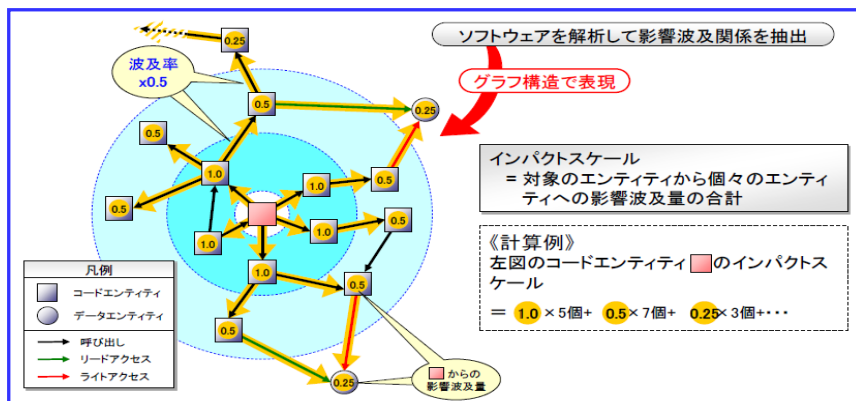 ソフトウェアを解析して影響波及関係を抽出
グラフ構造で表現
波及率
x0.5
0.25
0.5
0.25
0.5
1.0
1.0
0.5
0.5
1.0
1.0
0.5
1.0
0.5
0.5
0.25
インパクトスケール
= 対象のエンティティから個々のエンティ
ティへの影響波及量の合計
《計算例》
左図のコードエンティティ のインパクトス
ケール
= 1.0 ×5個+ 0.5 ×7個+ 0.25 ×3個+・・・
凡例
コードエンティティ
データエンティティ
呼び出し
リードアクセス
ライトアクセス
からの
影響波及量